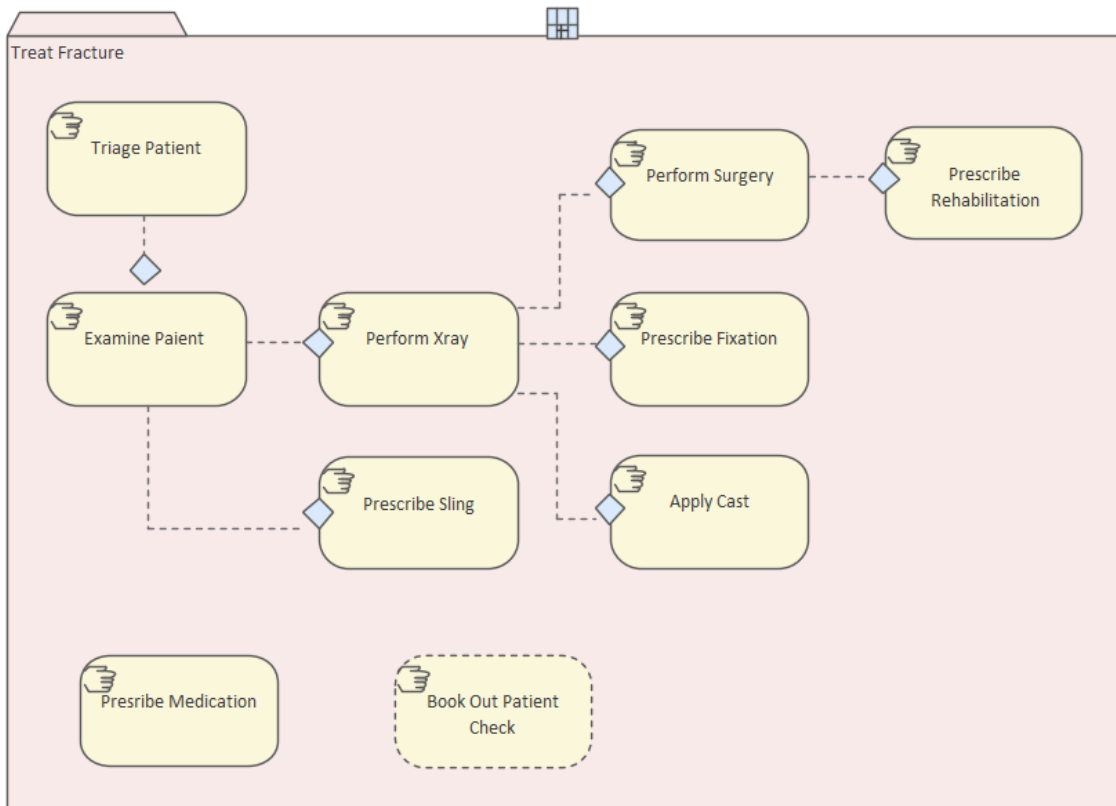 Treat Fracture
Triage Patient
Perform Surgery
Prescribe
Rehabilitation
Examine Paient
Perform Xray
Prescribe Fixation
Prescribe Sling
Apply Cast
Presribe Medication
Book Out Patient
Check